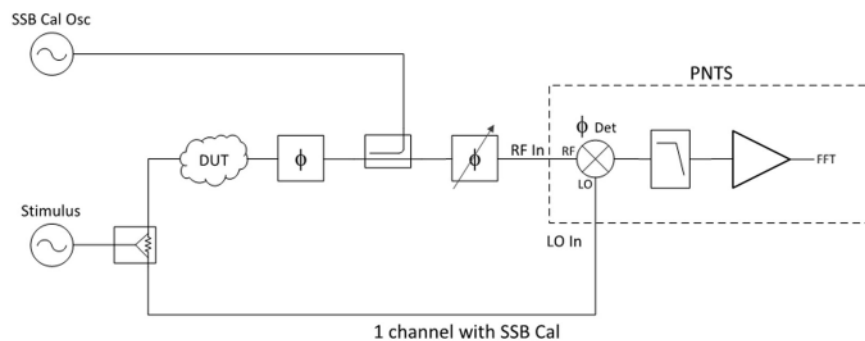 SSB Cal Osc
PNTS
ϕ Det
DUT
ϕ
ϕ
RF In
RF
LO
FFT
Stimulus
LO In
1 channel with SSB Cal